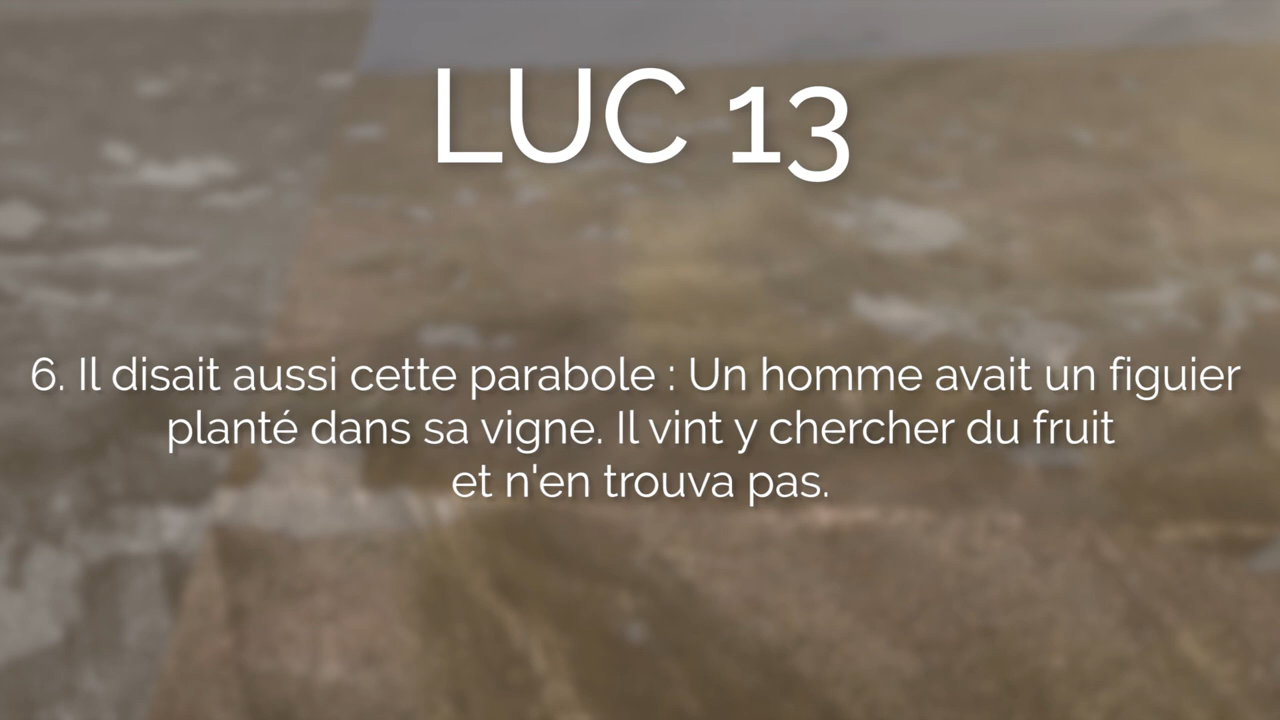 LUC 13
6. Il disait aussi cette parabole : Un homme avait un figuier
planté dans sa vigne. Il vint y chercher du fruit
et n'en trouva pas.